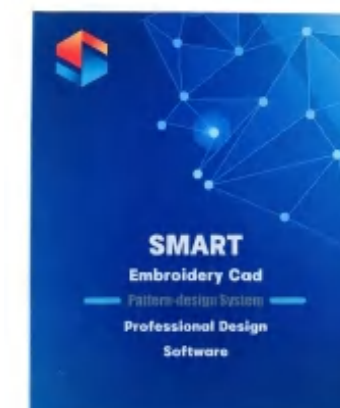 SMART
Embroidery Cad
Pattern-design System
Professional Design
Software